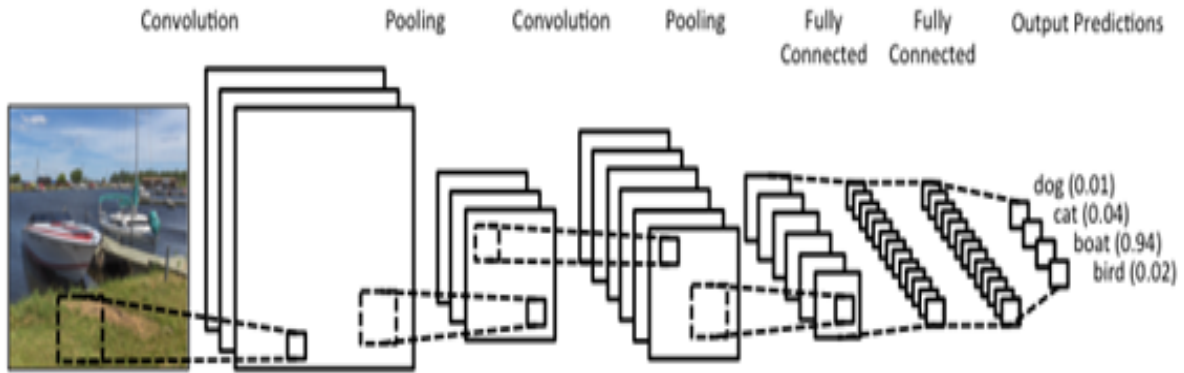 Convolution
Pooling
Convolution
Pooling
Fully
Connected
Fully
Connected
Output Predictions
dog (0.01)
cat (0.04)
boat (0.94)
bird (0.02)